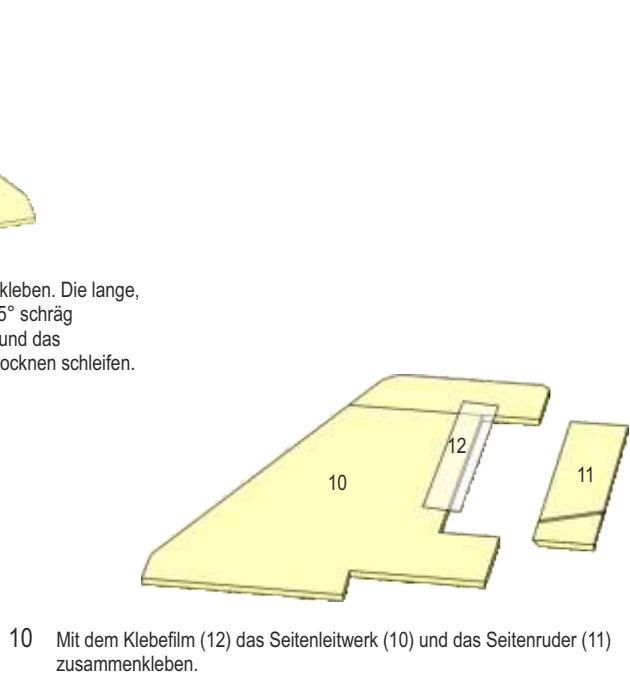 kleben. Die lange,
5° schräg
und das
ocknen schleifen.
12
10
11
10 Mit dem Klebefilm (12) das Seitenleitwerk (10) und das Seitenruder (11)
zusammenkleben.